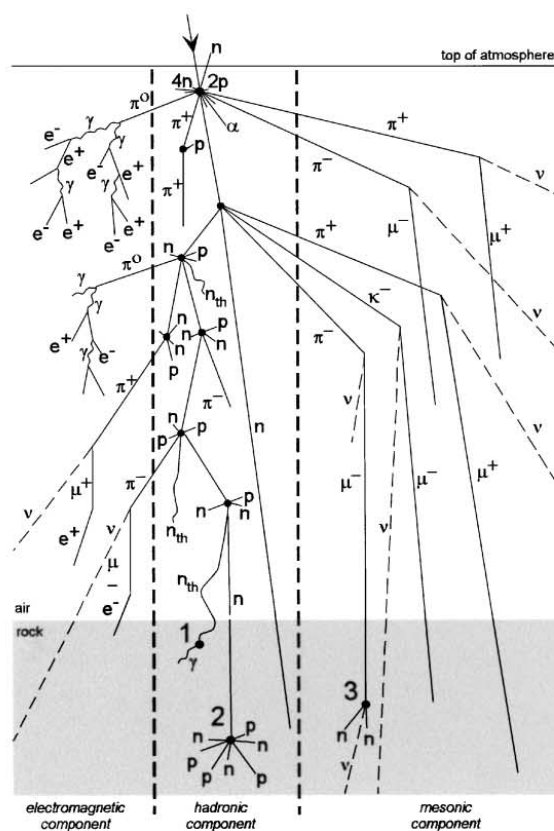 n
top of atmosphere
4n 2p
π⁰
γ
π⁺ α π⁺
e⁻
e⁺ e⁻ p
π⁻
ν
γ γ e⁺ π⁺
e⁻ e⁺ e⁻ e⁺
μ⁻ μ⁺
n p π⁺
π⁰
κ⁻
γ
n_th
ν
n n p
π⁻
e⁺ γ e⁻
n n
p
π⁺ π⁻
ν
n p
n
p p
μ⁺ π⁻
μ⁻ μ⁻ μ⁺
ν
n p
n n
ν
e⁺
n_th
μ⁻
n_th
n
e⁻
air
rock
1
γ
2 3
n p
n
p n n
p p
ν
electromagnetic
component
hadronic
component
mesonic
component